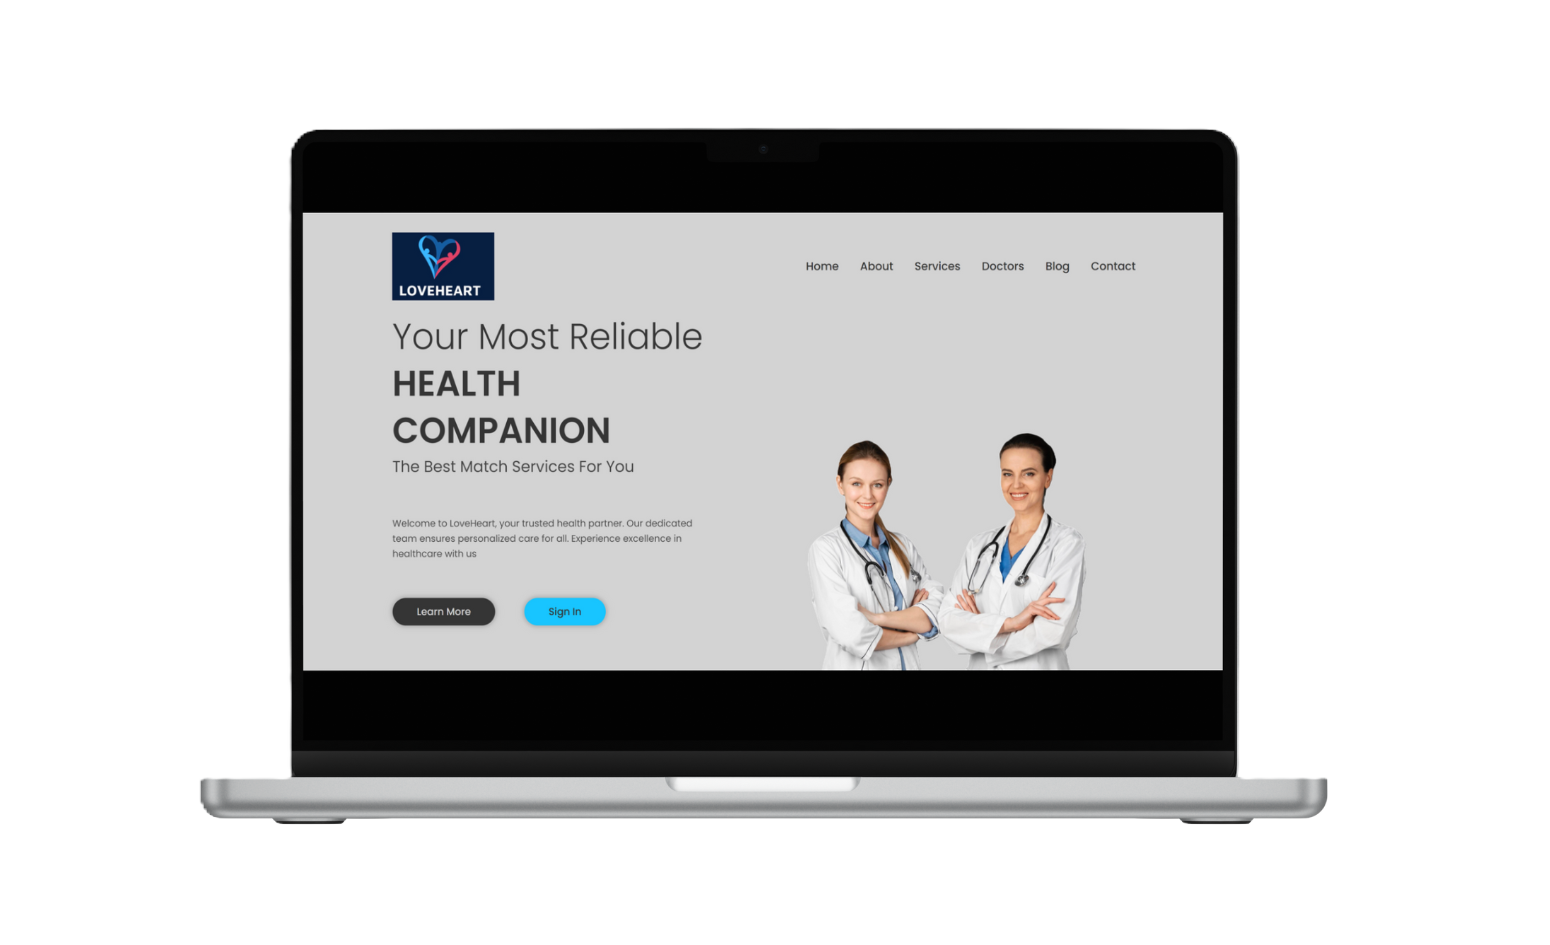 LOVEHEART
Home About Services Doctors Blog Contact
Your Most Reliable
HEALTH
COMPANION
The Best Match Services For You
Welcome to LoveHeart, your trusted health partner. Our dedicated
team ensures personalized care for all. Experience excellence in
healthcare with us
Learn More Sign In